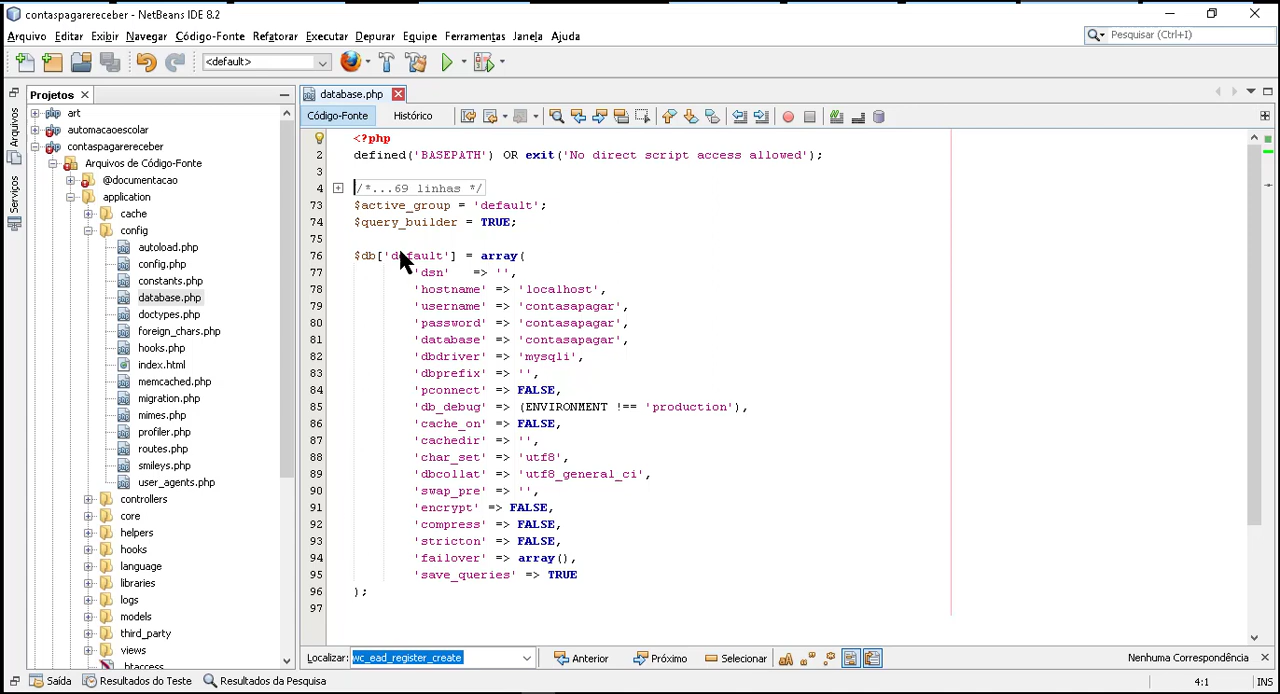 contaspagarereceber - NetBeans IDE 8.2
Arquivo Editar Exibir Navegar Código-Fonte Refatorar Executar Depurar Equipe Ferramentas Janela Ajuda
Pesquisar (Ctrl+I)
<default>
Projetos
database.php
Código-Fonte Histórico
Arquivos
Serviços
art
automacaoescolar
contaspagarereceber
Arquivos de Código-Fonte
@documentacao
application
cache
config
autoload.php
config.php
constants.php
database.php
doctypes.php
foreign_chars.php
hooks.php
index.html
memcached.php
migration.php
mimes.php
profiler.php
routes.php
smileys.php
user_agents.php
controllers
core
helpers
hooks
language
libraries
logs
models
third_party
views
.htaccess
<?php
2 defined('BASEPATH') OR exit('No direct script access allowed');
3
4 /*...69 linhas */
73 $active_group = 'default';
74 $query_builder = TRUE;
75
76 $db['default'] = array(
77 'dsn' => '',
78 'hostname' => 'localhost',
79 'username' => 'contasapagar',
80 'password' => 'contasapagar',
81 'database' => 'contasapagar',
82 'dbdriver' => 'mysqli',
83 'dbprefix' => '',
84 'pconnect' => FALSE,
85 'db_debug' => (ENVIRONMENT !== 'production'),
86 'cache_on' => FALSE,
87 'cachedir' => '',
88 'char_set' => 'utf8',
89 'dbcollat' => 'utf8_general_ci',
90 'swap_pre' => '',
91 'encrypt' => FALSE,
92 'compress' => FALSE,
93 'stricton' => FALSE,
94 'failover' => array(),
95 'save_queries' => TRUE
96 );
97
Localizar: wc_ead_register_create Anterior Próximo Selecionar Nenhuma Correspondência
Saída Resultados do Teste Resultados da Pesquisa 4:1 INS